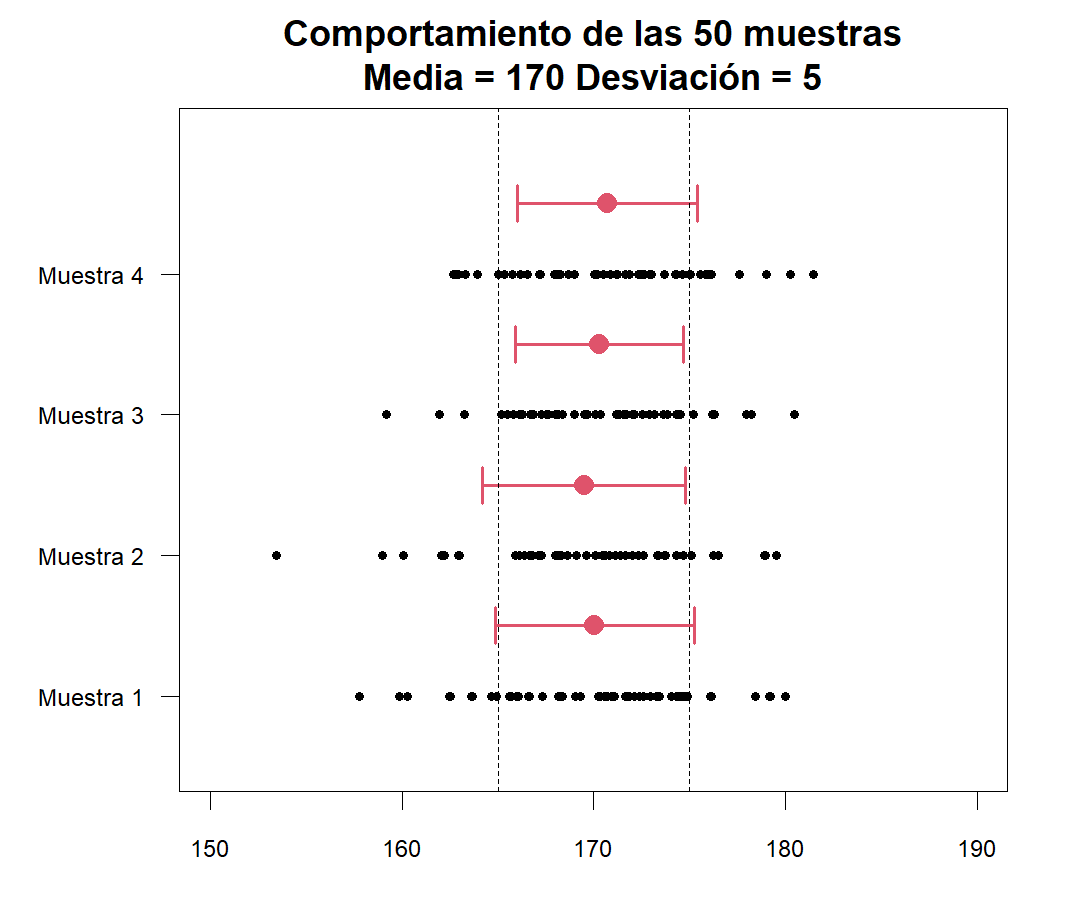 Comportamiento de las 50 muestras
Media = 170 Desviación = 5
Muestra 4
Muestra 3
Muestra 2
Muestra 1
150 160 170 180 190